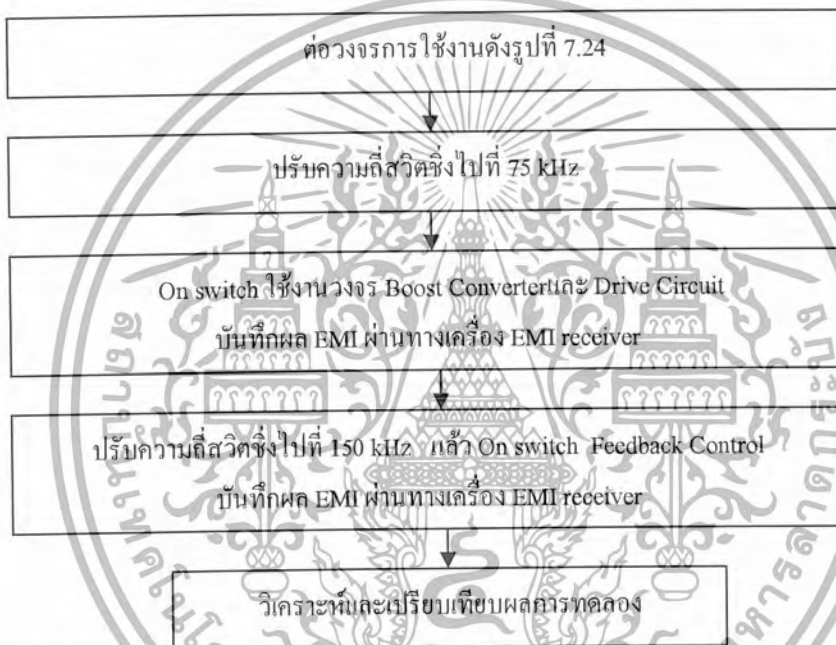 ต่อวงจรการใช้งานดังรูปที่ 7.24
ปรับความถี่สวิตชิ่งไปที่ 75 kHz
On switch ใช้งานวงจร Boost Converterและ Drive Circuit
บันทึกผล EMI ผ่านทางเครื่อง EMI receiver
ปรับความถี่สวิตชิ่งไปที่ 150 kHz แล้ว On switch Feedback Control
บันทึกผล EMI ผ่านทางเครื่อง EMI receiver
วิเคราะห์และเปรียบเทียบผลการทดลอง